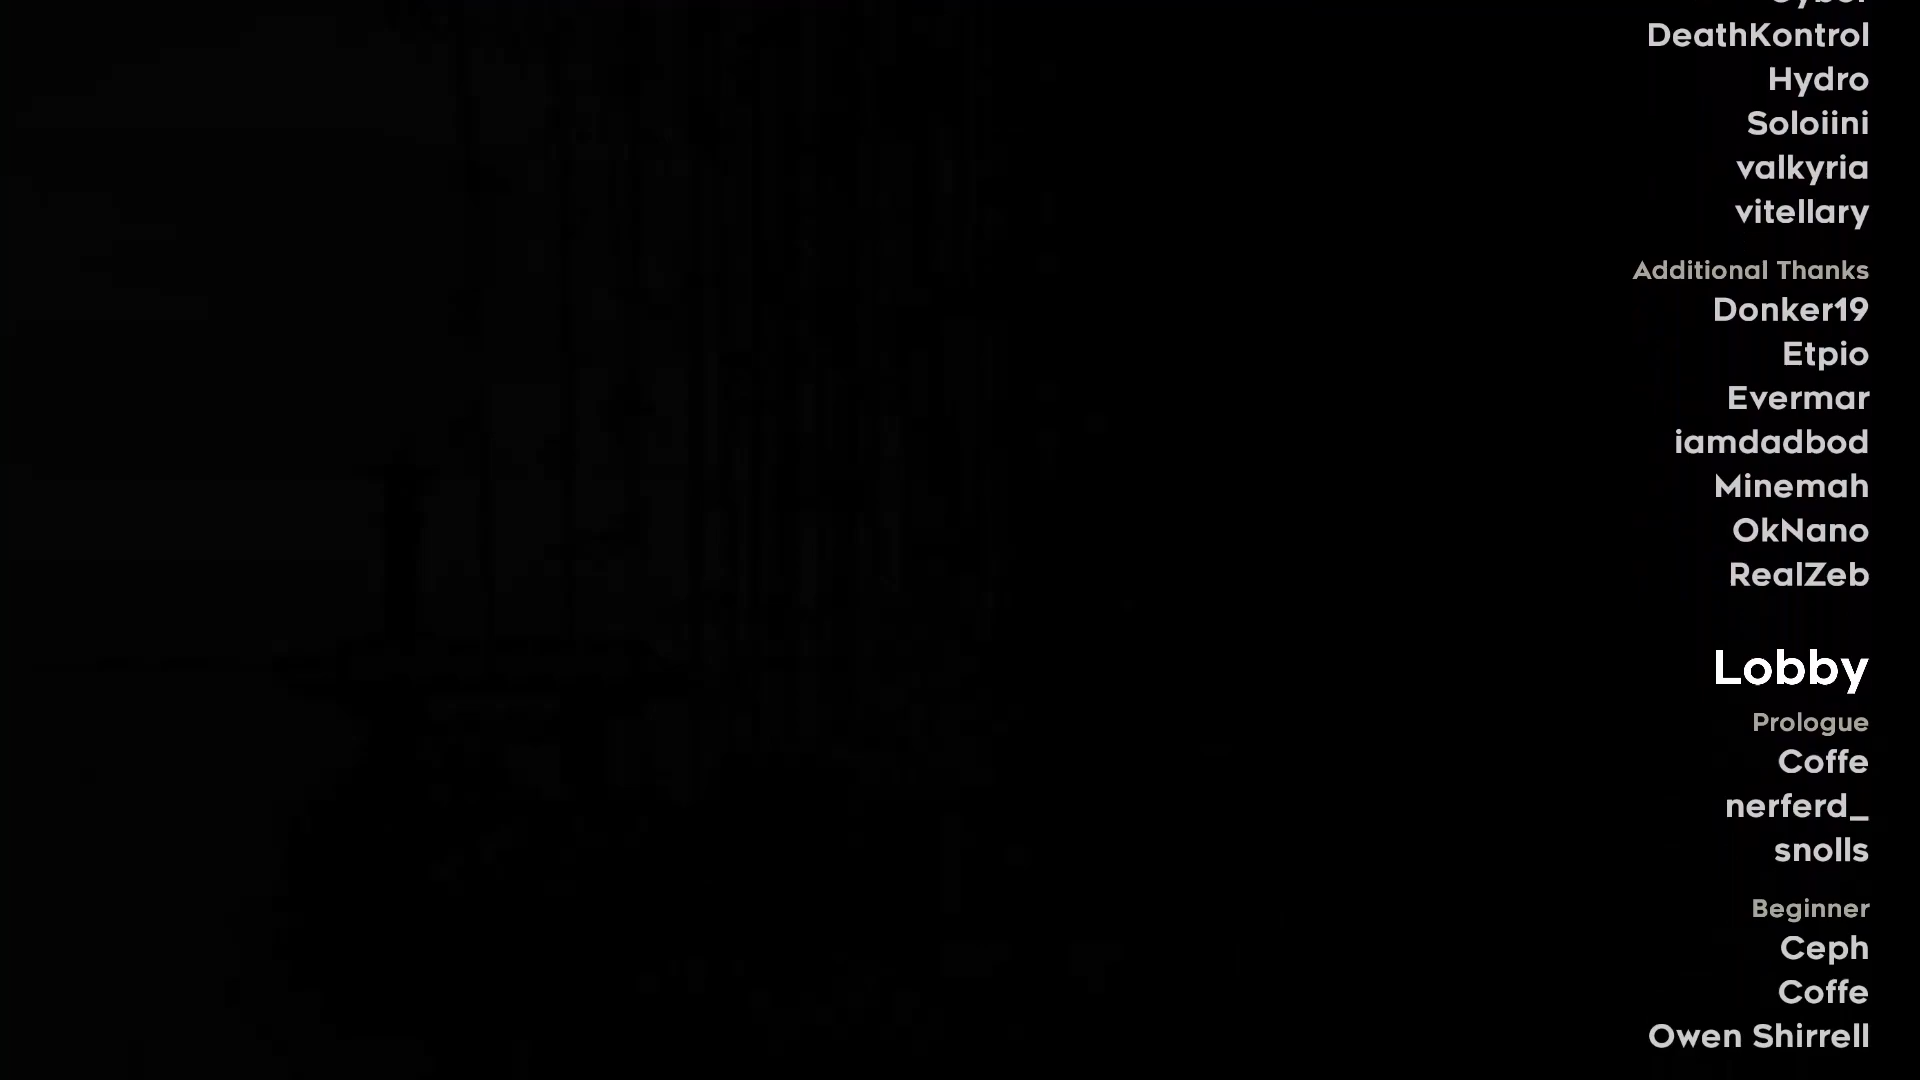 DeathKontrol
Hydro
Soloiini
valkyria
vitellary
Additional Thanks
Donker19
Etpio
Evermar
iamdadbod
Minemah
OkNano
RealZeb
Lobby
Prologue
Coffe
nerferd_
snolls
Beginner
Ceph
Coffe
Owen Shirrell